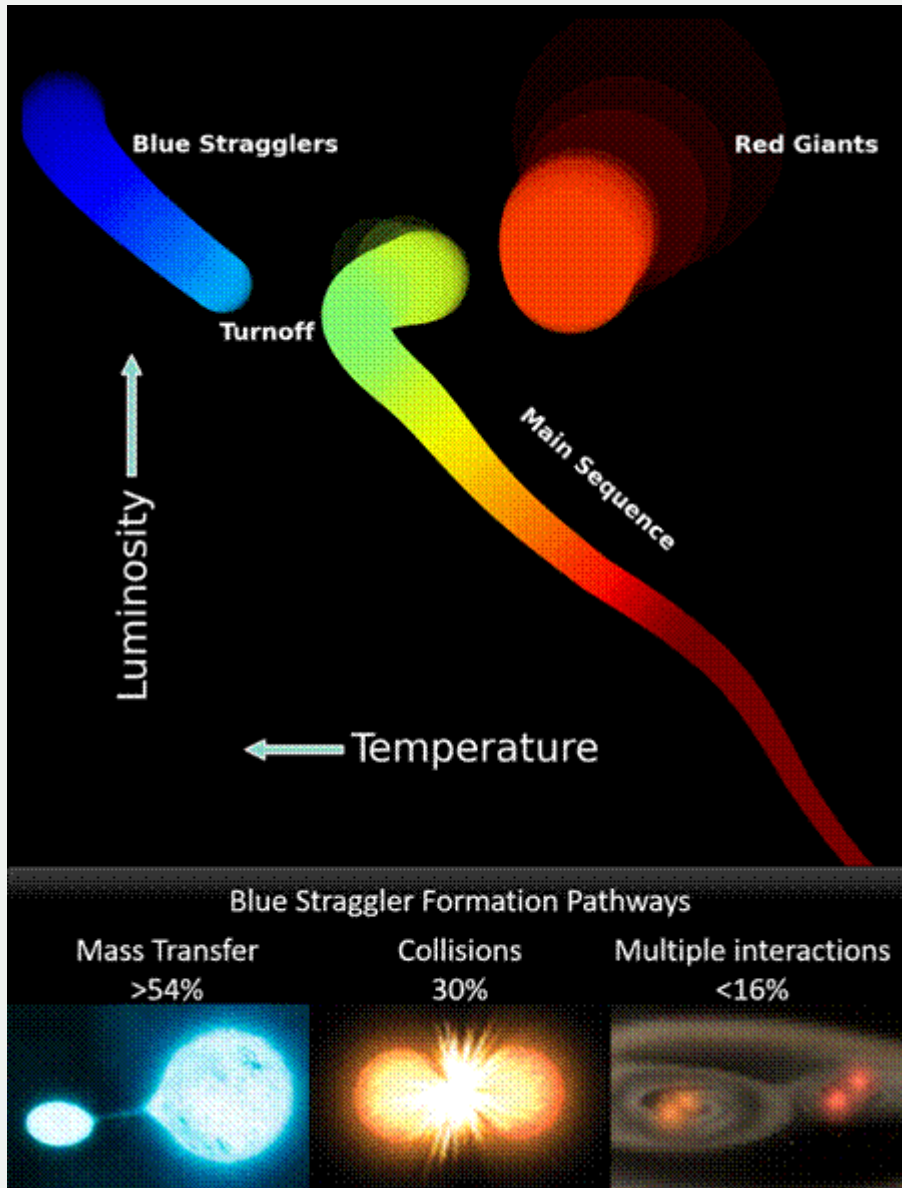 Blue Stragglers
Red Giants
Turnoff
Main Sequence
Luminosity
Temperature
Blue Straggler Formation Pathways
Mass Transfer
>54%
Collisions
30%
Multiple interactions
<16%